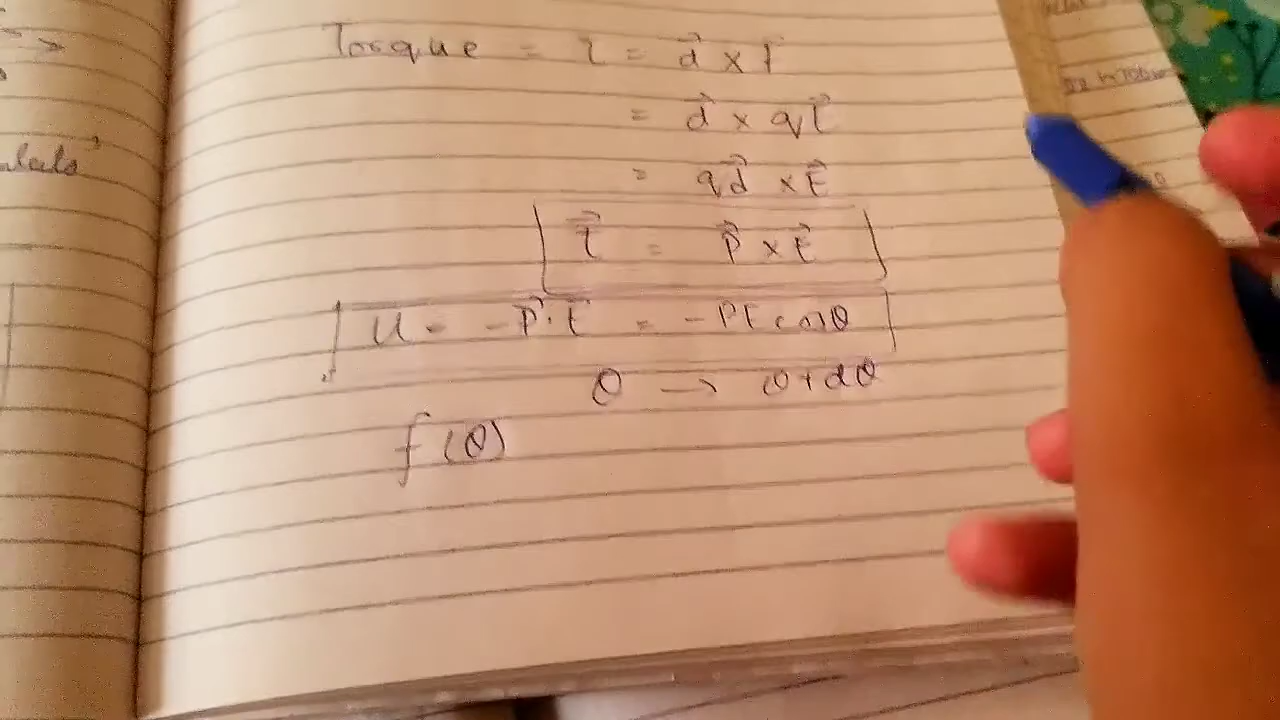 Torque = τ = d⃗ × F
= d⃗ × qE⃗
= qd⃗ × E⃗
τ⃗ = P⃗ × E⃗
U = -P⃗·E⃗ = -PE cosθ
θ → θ+dθ
f(θ)